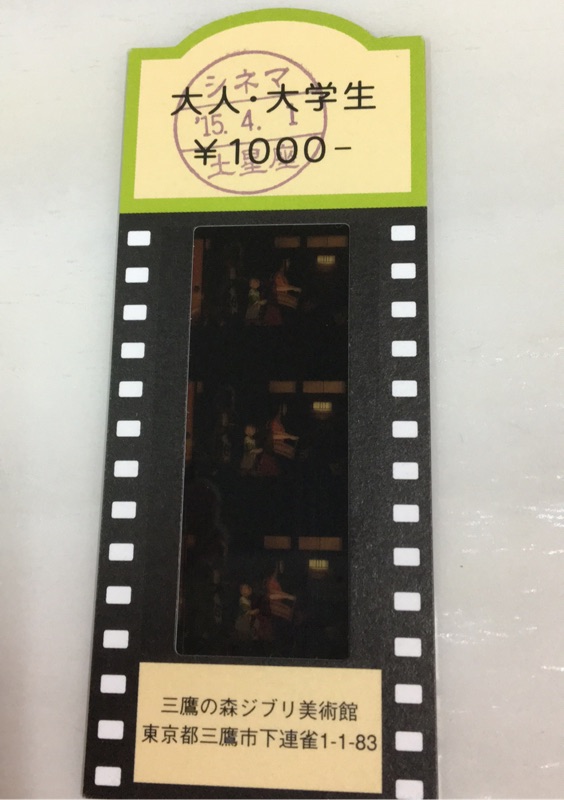 シネマ
大人・大学生
'15. 4. 1
¥1000-
土星座
三鷹の森ジブリ美術館
東京都三鷹市下連雀1-1-83